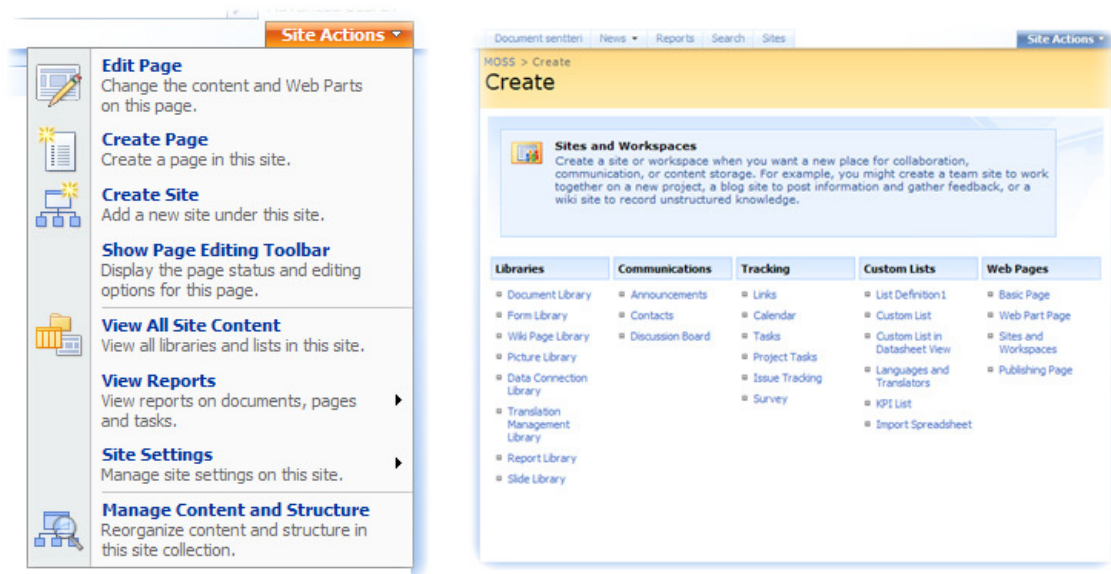 Site Actions
Edit Page
Change the content and Web Parts
on this page.
Create Page
Create a page in this site.
Create Site
Add a new site under this site.
Show Page Editing Toolbar
Display the page status and editing
options for this page.
View All Site Content
View all libraries and lists in this site.
View Reports
View reports on documents, pages
and tasks.
Site Settings
Manage site settings on this site.
Manage Content and Structure
Reorganize content and structure in
this site collection.
Document sentteri News Reports Search Sites Site Actions
MOSS > Create
Create
Sites and Workspaces
Create a site or workspace when you want a new place for collaboration,
communication, or content storage. For example, you might create a team site to work
together on a new project, a blog site to post information and gather feedback, or a
wiki site to record unstructured knowledge.
Libraries
Document Library
Form Library
Wiki Page Library
Picture Library
Data Connection
Library
Translation
Management
Library
Report Library
Slide Library
Communications
Announcements
Contacts
Discussion Board
Tracking
Links
Calendar
Tasks
Project Tasks
Issue Tracking
Survey
Custom Lists
List Definition1
Custom List
Custom List in
Datasheet View
Languages and
Translators
KPI List
Import Spreadsheet
Web Pages
Basic Page
Web Part Page
Sites and
Workspaces
Publishing Page